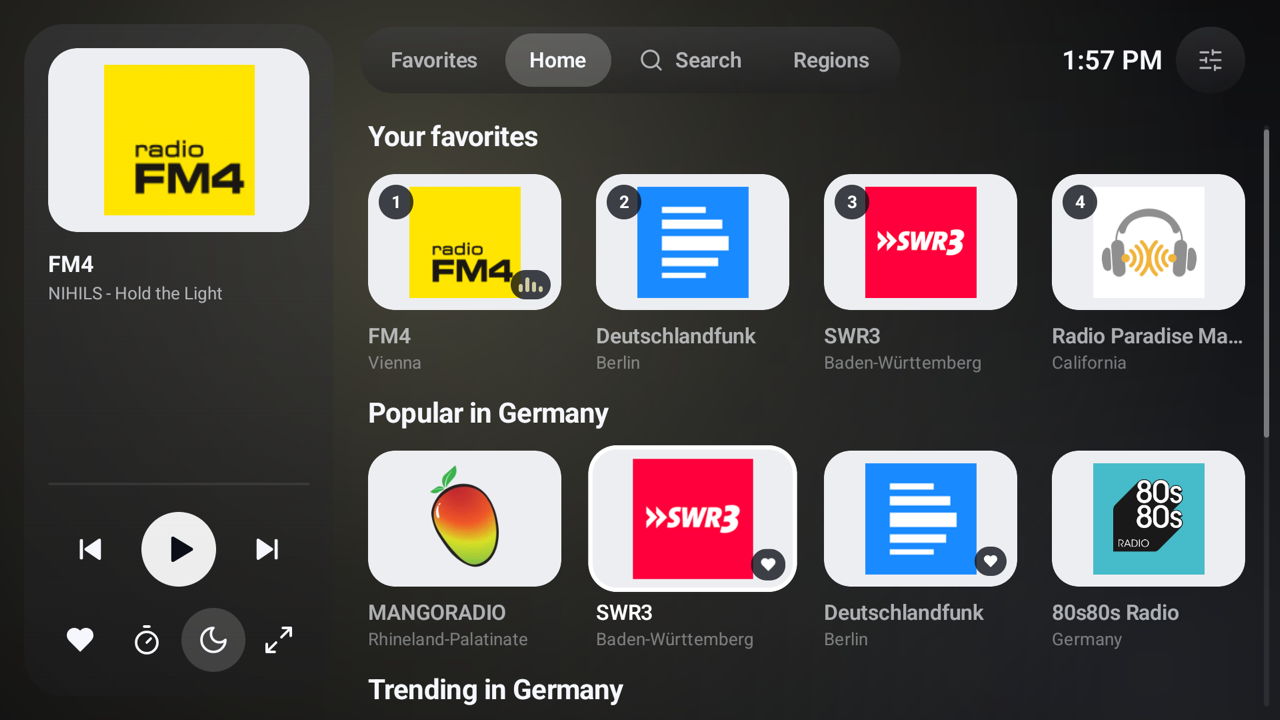 radio
FM4
FM4
NIHILS - Hold the Light
Favorites
Home
Search
Regions
1:57 PM
Your favorites
1
radio
FM4
FM4
Vienna
2
Deutschlandfunk
Berlin
3
SWR3
SWR3
Baden-Württemberg
4
Radio Paradise Ma...
California
Popular in Germany
MANGORADIO
Rhineland-Palatinate
SWR3
SWR3
Baden-Württemberg
Deutschlandfunk
Berlin
80s
80s
RADIO
80s80s Radio
Germany
Trending in Germany